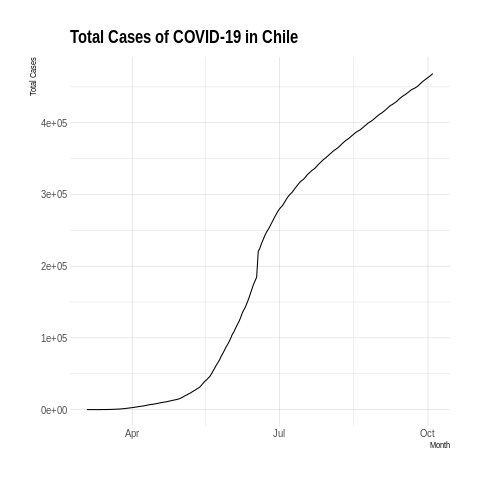 Total Cases of COVID-19 in Chile
Total Cases
4e+05
3e+05
2e+05
1e+05
0e+00
Apr
Jul
Oct
Month